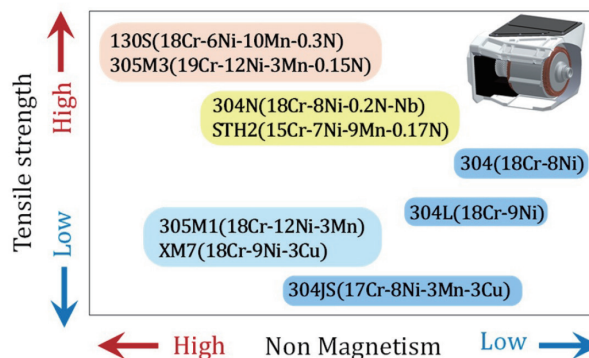 130S(18Cr-6Ni-10Mn-0.3N)
305M3(19Cr-12Ni-3Mn-0.15N)
304N(18Cr-8Ni-0.2N-Nb)
STH2(15Cr-7Ni-9Mn-0.17N)
304(18Cr-8Ni)
304L(18Cr-9Ni)
305M1(18Cr-12Ni-3Mn)
XM7(18Cr-9Ni-3Cu)
304JS(17Cr-8Ni-3Mn-3Cu)
Tensile strength
High
Low
High
Non Magnetism
Low